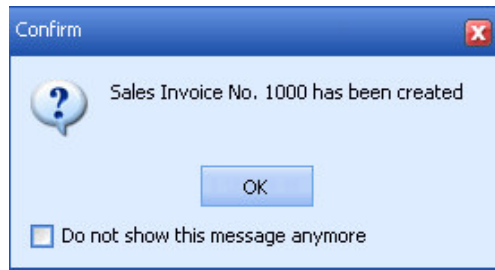 Confirm
Sales Invoice No. 1000 has been created
OK
Do not show this message anymore